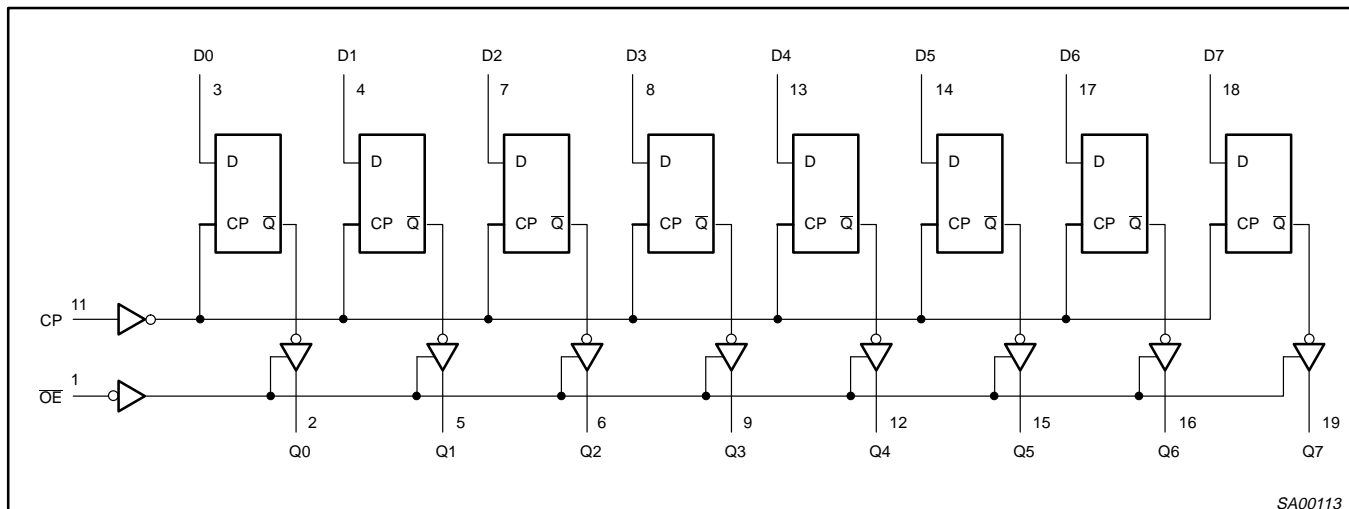 D0 D1 D2 D3 D4 D5 D6 D7
3 4 7 8 13 14 17 18
D D D D D D D D
CP Q̅ CP Q̅ CP Q̅ CP Q̅ CP Q̅ CP Q̅ CP Q̅ CP Q̅
CP 11
O̅E̅ 1
2 5 6 9 12 15 16 19
Q0 Q1 Q2 Q3 Q4 Q5 Q6 Q7
SA00113